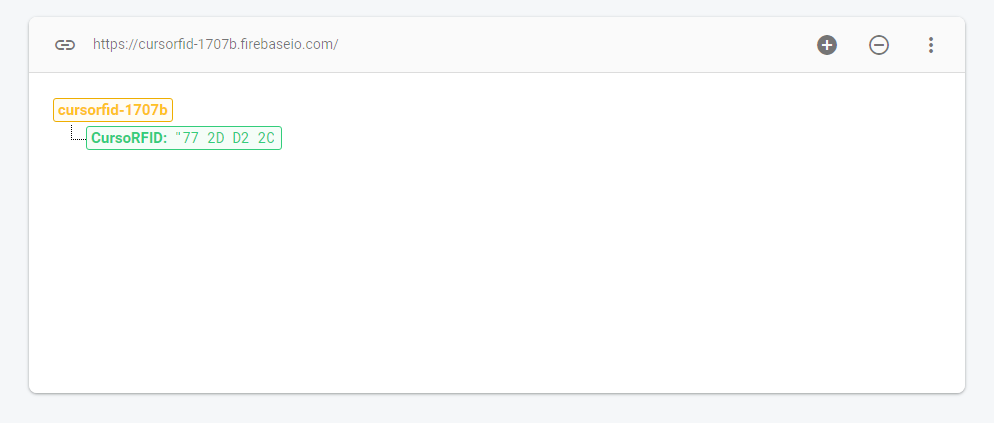 https://cursorfid-1707b.firebaseio.com/
cursorfid-1707b
CursoRFID: "77 2D D2 2C